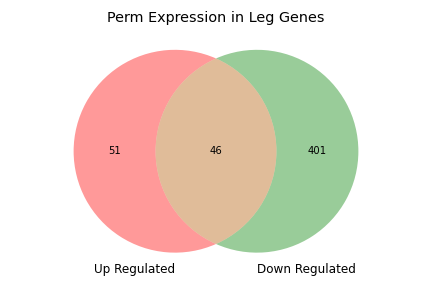 Perm Expression in Leg Genes
51
46
401
Up Regulated
Down Regulated